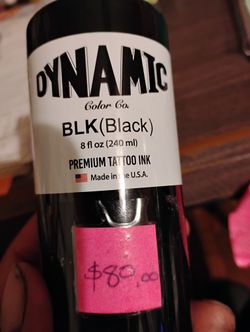 DYNAMIC
Color Co.
BLK(Black)
8 fl oz (240 ml)
PREMIUM TATTOO INK
Made in the U.S.A.
$80.00